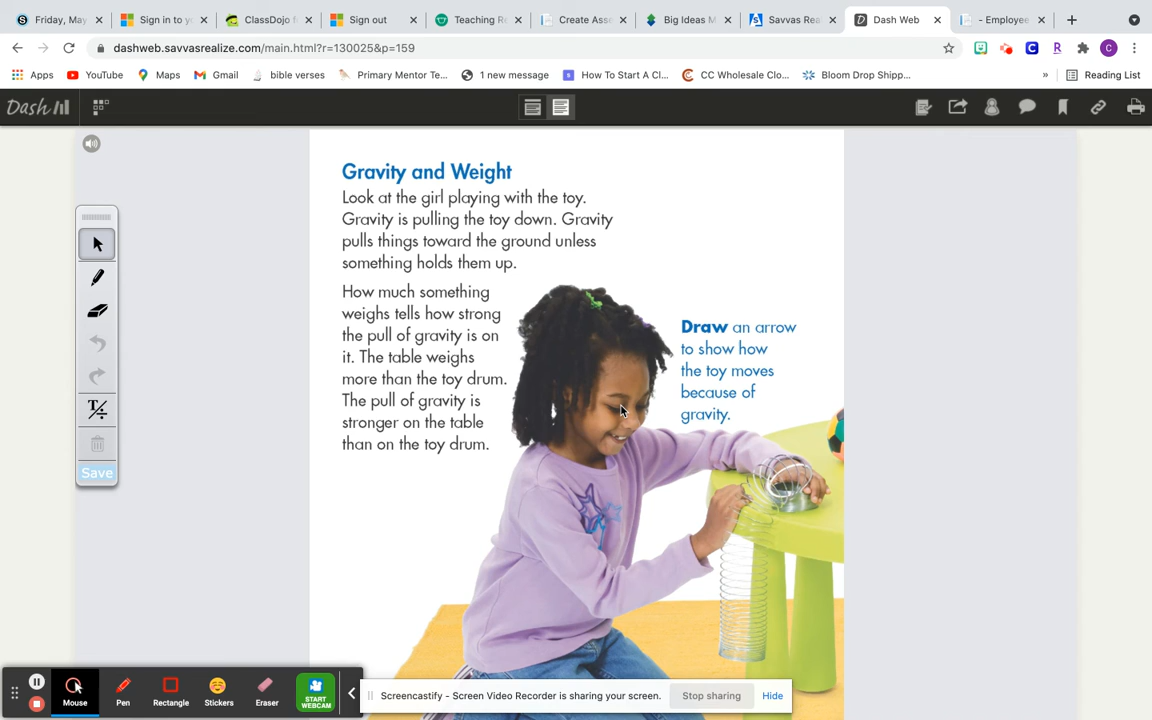 Friday, May
Sign in to yo
ClassDojo f
Sign out
Teaching Re
Create Asse
Big Ideas M
Savvas Rea
Dash Web
- Employee
dashweb.savvasrealize.com/main.html?r=130025&p=159
Apps YouTube Maps Gmail bible verses Primary Mentor Te... 1 new message How To Start A Cl... CC Wholesale Clo... Bloom Drop Shipp... » Reading List
Dash
Gravity and Weight
Look at the girl playing with the toy.
Gravity is pulling the toy down. Gravity
pulls things toward the ground unless
something holds them up.
How much something
weighs tells how strong
the pull of gravity is on
it. The table weighs
more than the toy drum.
The pull of gravity is
stronger on the table
than on the toy drum.
Draw an arrow
to show how
the toy moves
because of
gravity.
T/
Save
Mouse Pen Rectangle Stickers Eraser START
WEBCAM
Screencastify - Screen Video Recorder is sharing your screen. Stop sharing Hide